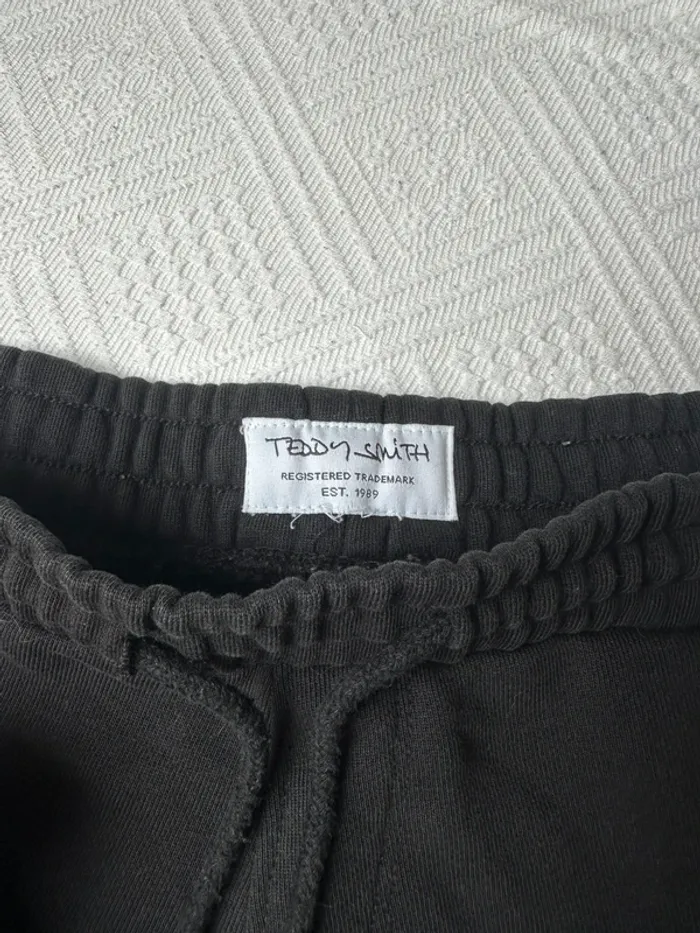 TEDDY SMITH
REGISTERED TRADEMARK
EST. 1989